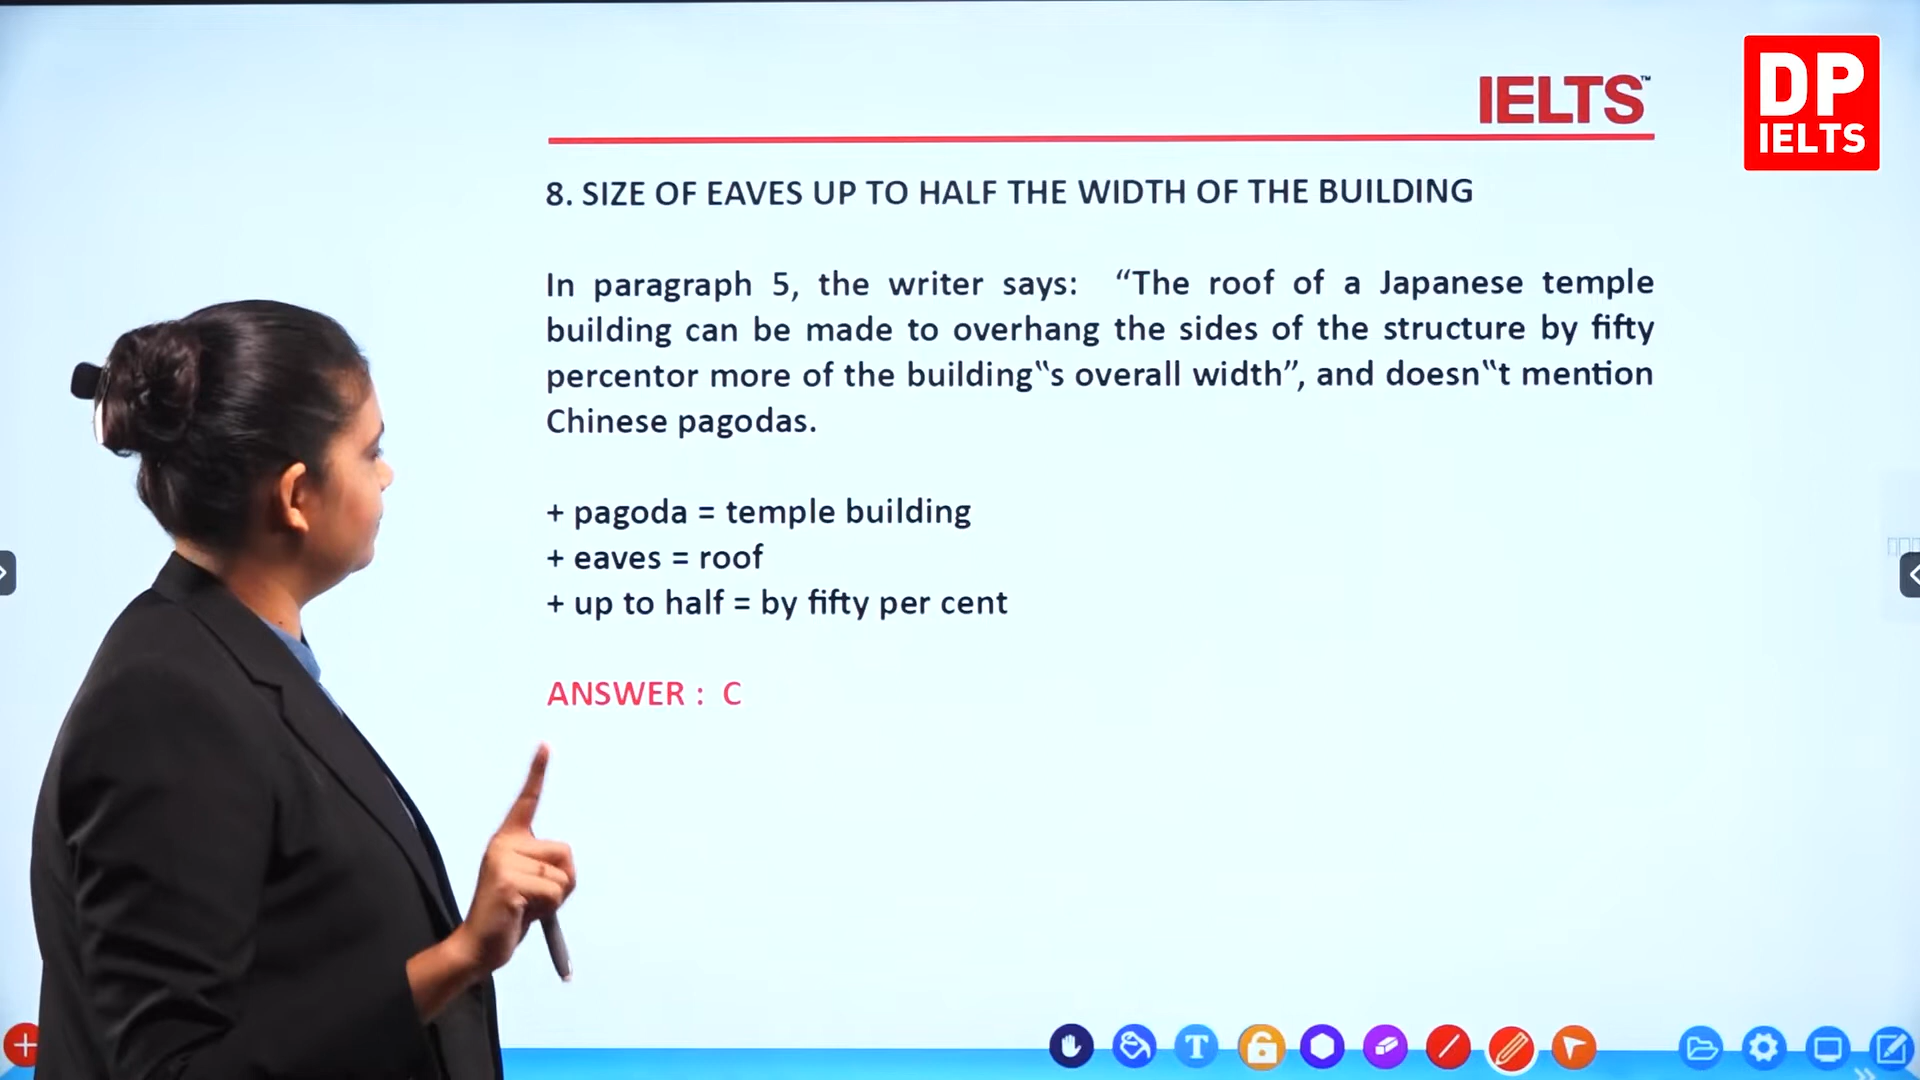 DP
IELTS
IELTS™
8. SIZE OF EAVES UP TO HALF THE WIDTH OF THE BUILDING
In paragraph 5, the writer says: “The roof of a Japanese temple
building can be made to overhang the sides of the structure by fifty
percentor more of the building‟s overall width”, and doesn‟t mention
Chinese pagodas.
+ pagoda = temple building
+ eaves = roof
+ up to half = by fifty per cent
ANSWER : C
T